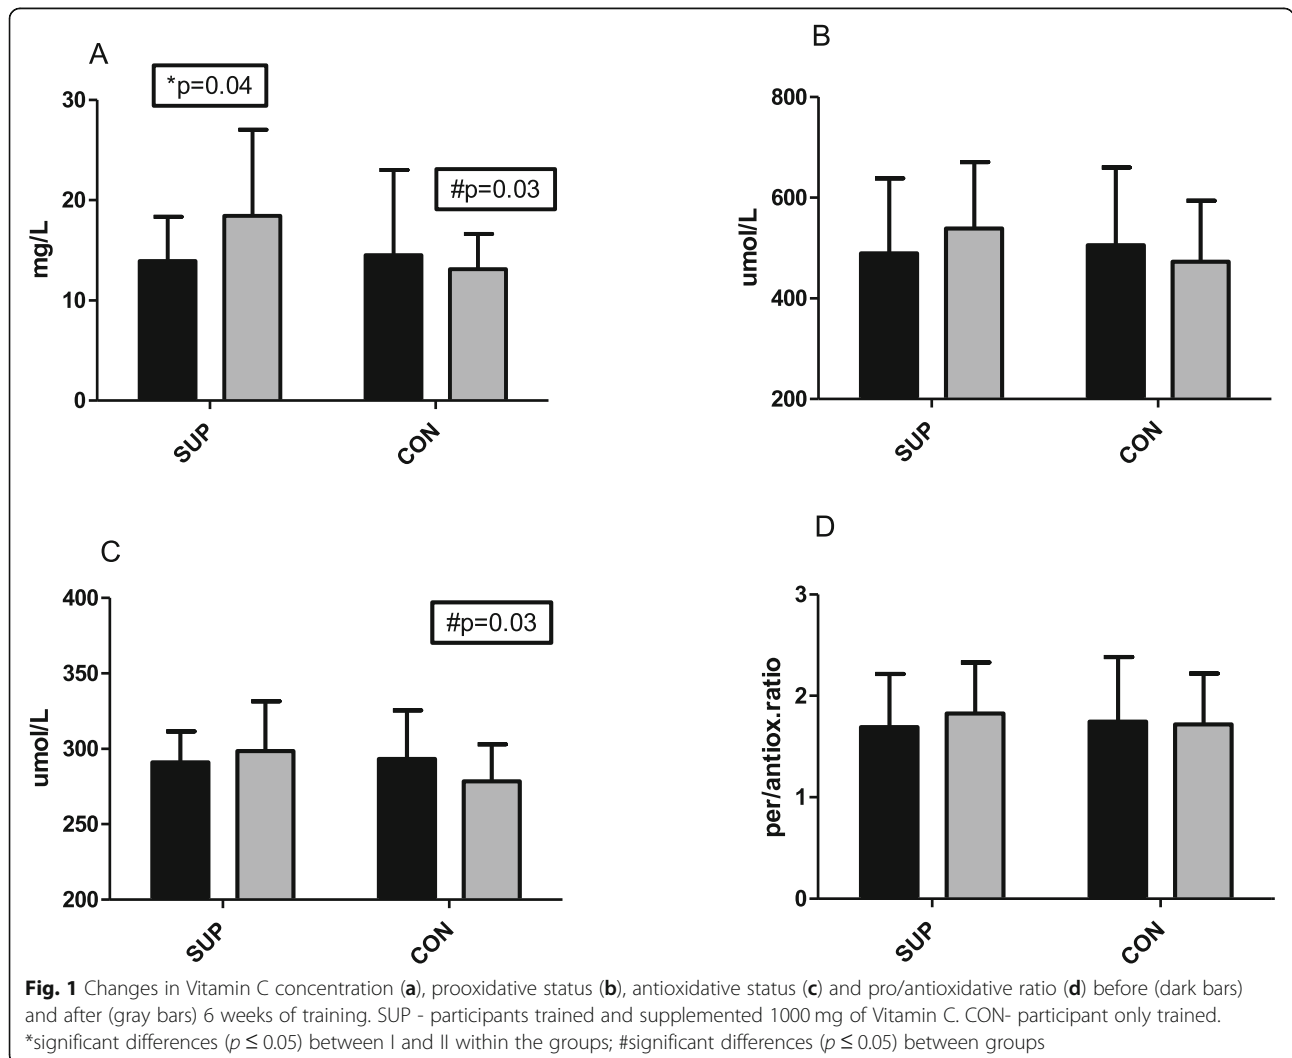 A
*p=0.04
#p=0.03
30
20
10
0
mg/L
SUP
CON
B
800
600
400
200
umol/L
SUP
CON
C
#p=0.03
400
350
300
250
200
umol/L
SUP
CON
D
3
2
1
0
per/antiox.ratio
SUP
CON
Fig. 1 Changes in Vitamin C concentration (a), prooxidative status (b), antioxidative status (c) and pro/antioxidative ratio (d) before (dark bars)
and after (gray bars) 6 weeks of training. SUP - participants trained and supplemented 1000 mg of Vitamin C. CON- participant only trained.
*significant differences (p ≤ 0.05) between I and II within the groups; #significant differences (p ≤ 0.05) between groups